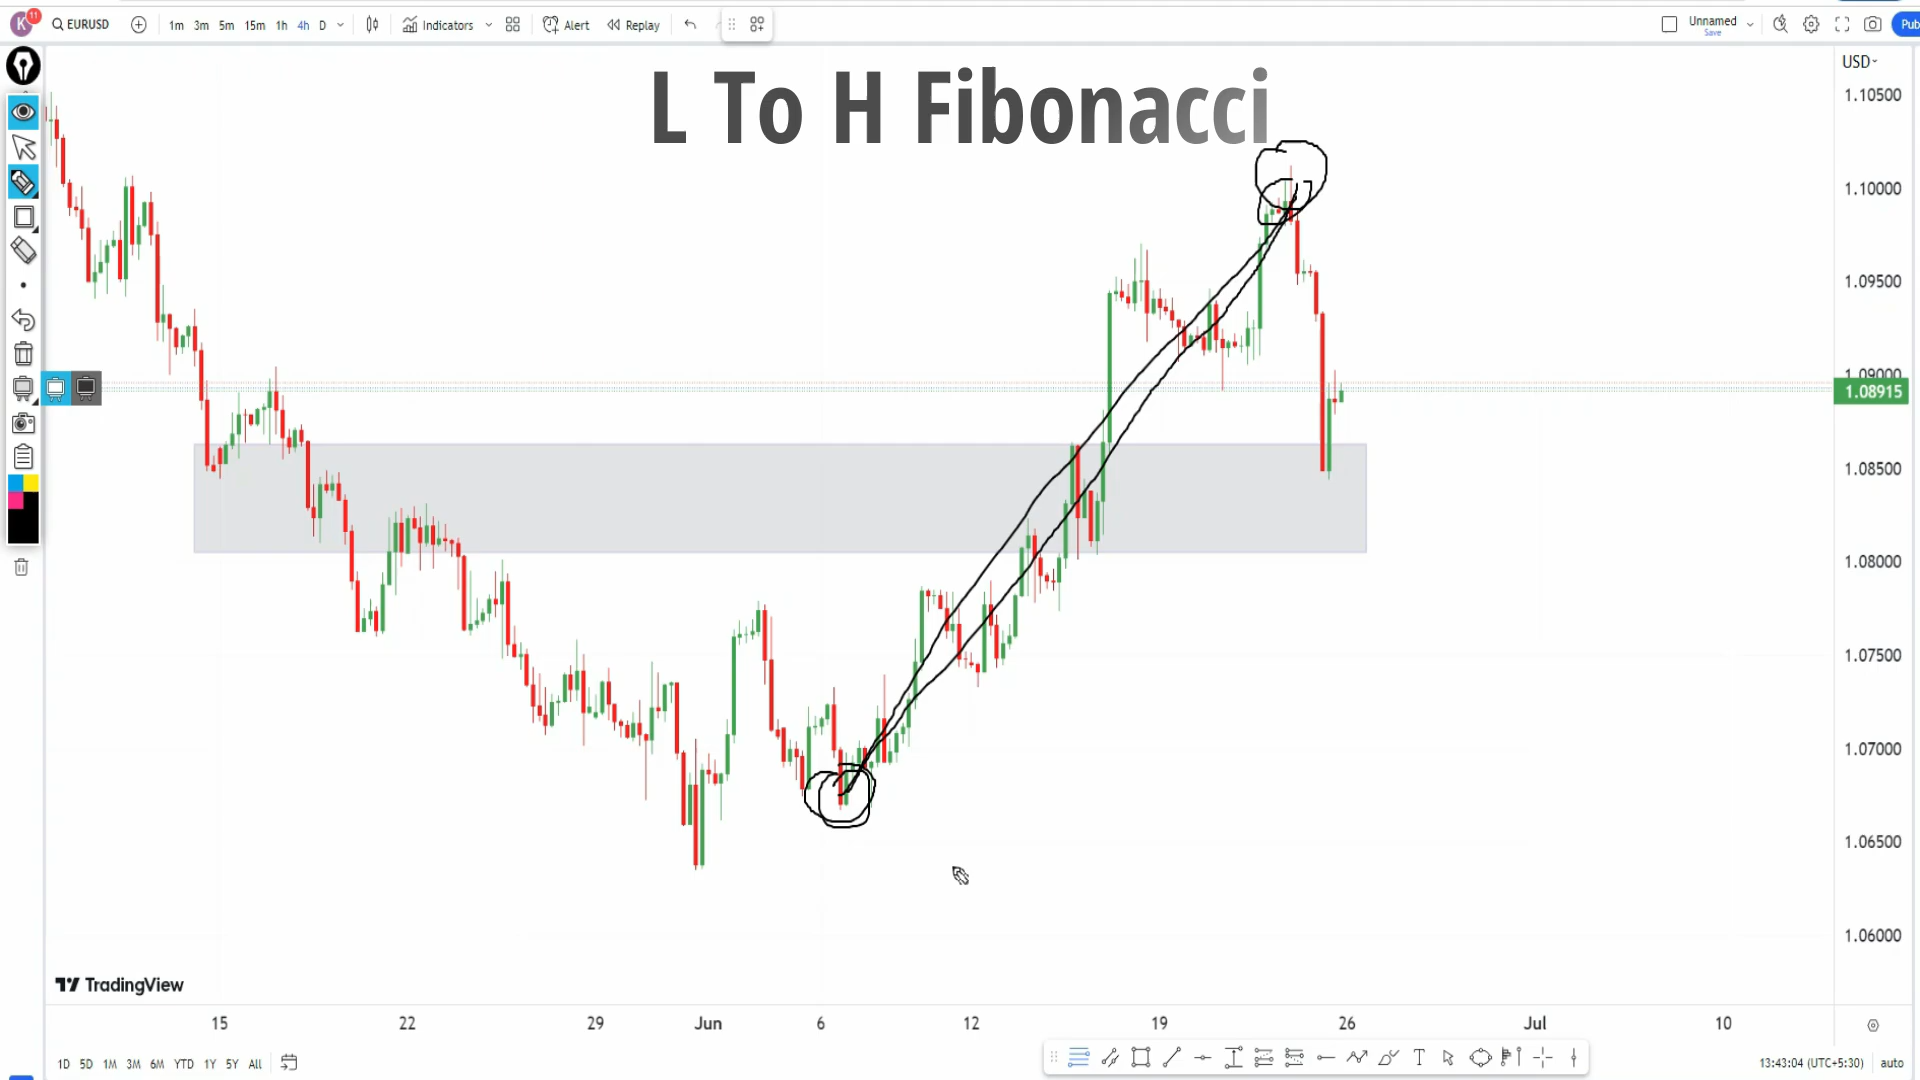 K 11 EURUSD 1m 3m 5m 15m 1h 4h D Indicators Alert Replay Unnamed Pub
Save
L To H Fibonacci
USD
1.10500
1.10000
1.09500
1.09000
1.08915
1.08500
1.08000
1.07500
1.07000
1.06500
1.06000
TradingView
15 22 29 Jun 6 12 19 26 Jul 10
1D 5D 1M 3M 6M YTD 1Y 5Y All 13:43:04 (UTC+5:30) auto